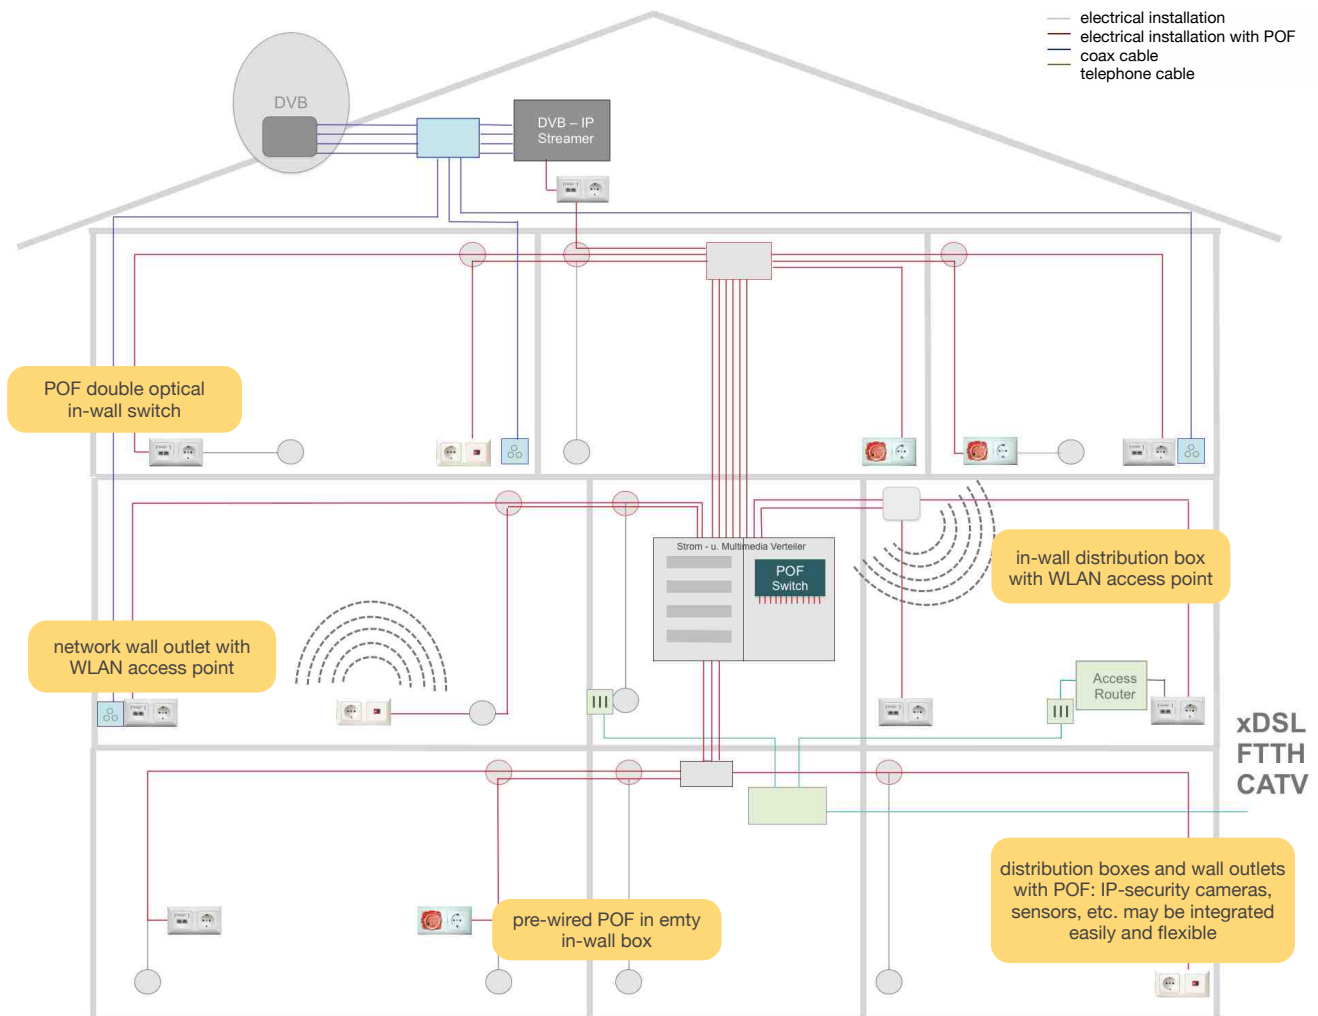 electrical installation
electrical installation with POF
coax cable
telephone cable
DVB
DVB – IP
Streamer
POF double optical
in-wall switch
Strom - u. Multimedia Verteiler
POF
Switch
in-wall distribution box
with WLAN access point
network wall outlet with
WLAN access point
Access
Router
xDSL
FTTH
CATV
distribution boxes and wall outlets
with POF: IP-security cameras,
sensors, etc. may be integrated
easily and flexible
pre-wired POF in emty
in-wall box